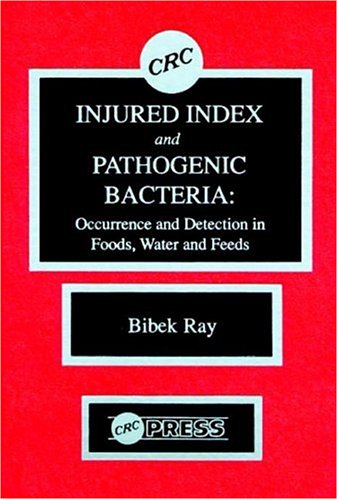 CRC
INJURED INDEX
and
PATHOGENIC
BACTERIA:
Occurrence and Detection in
Foods, Water and Feeds
Bibek Ray
CRC PRESS